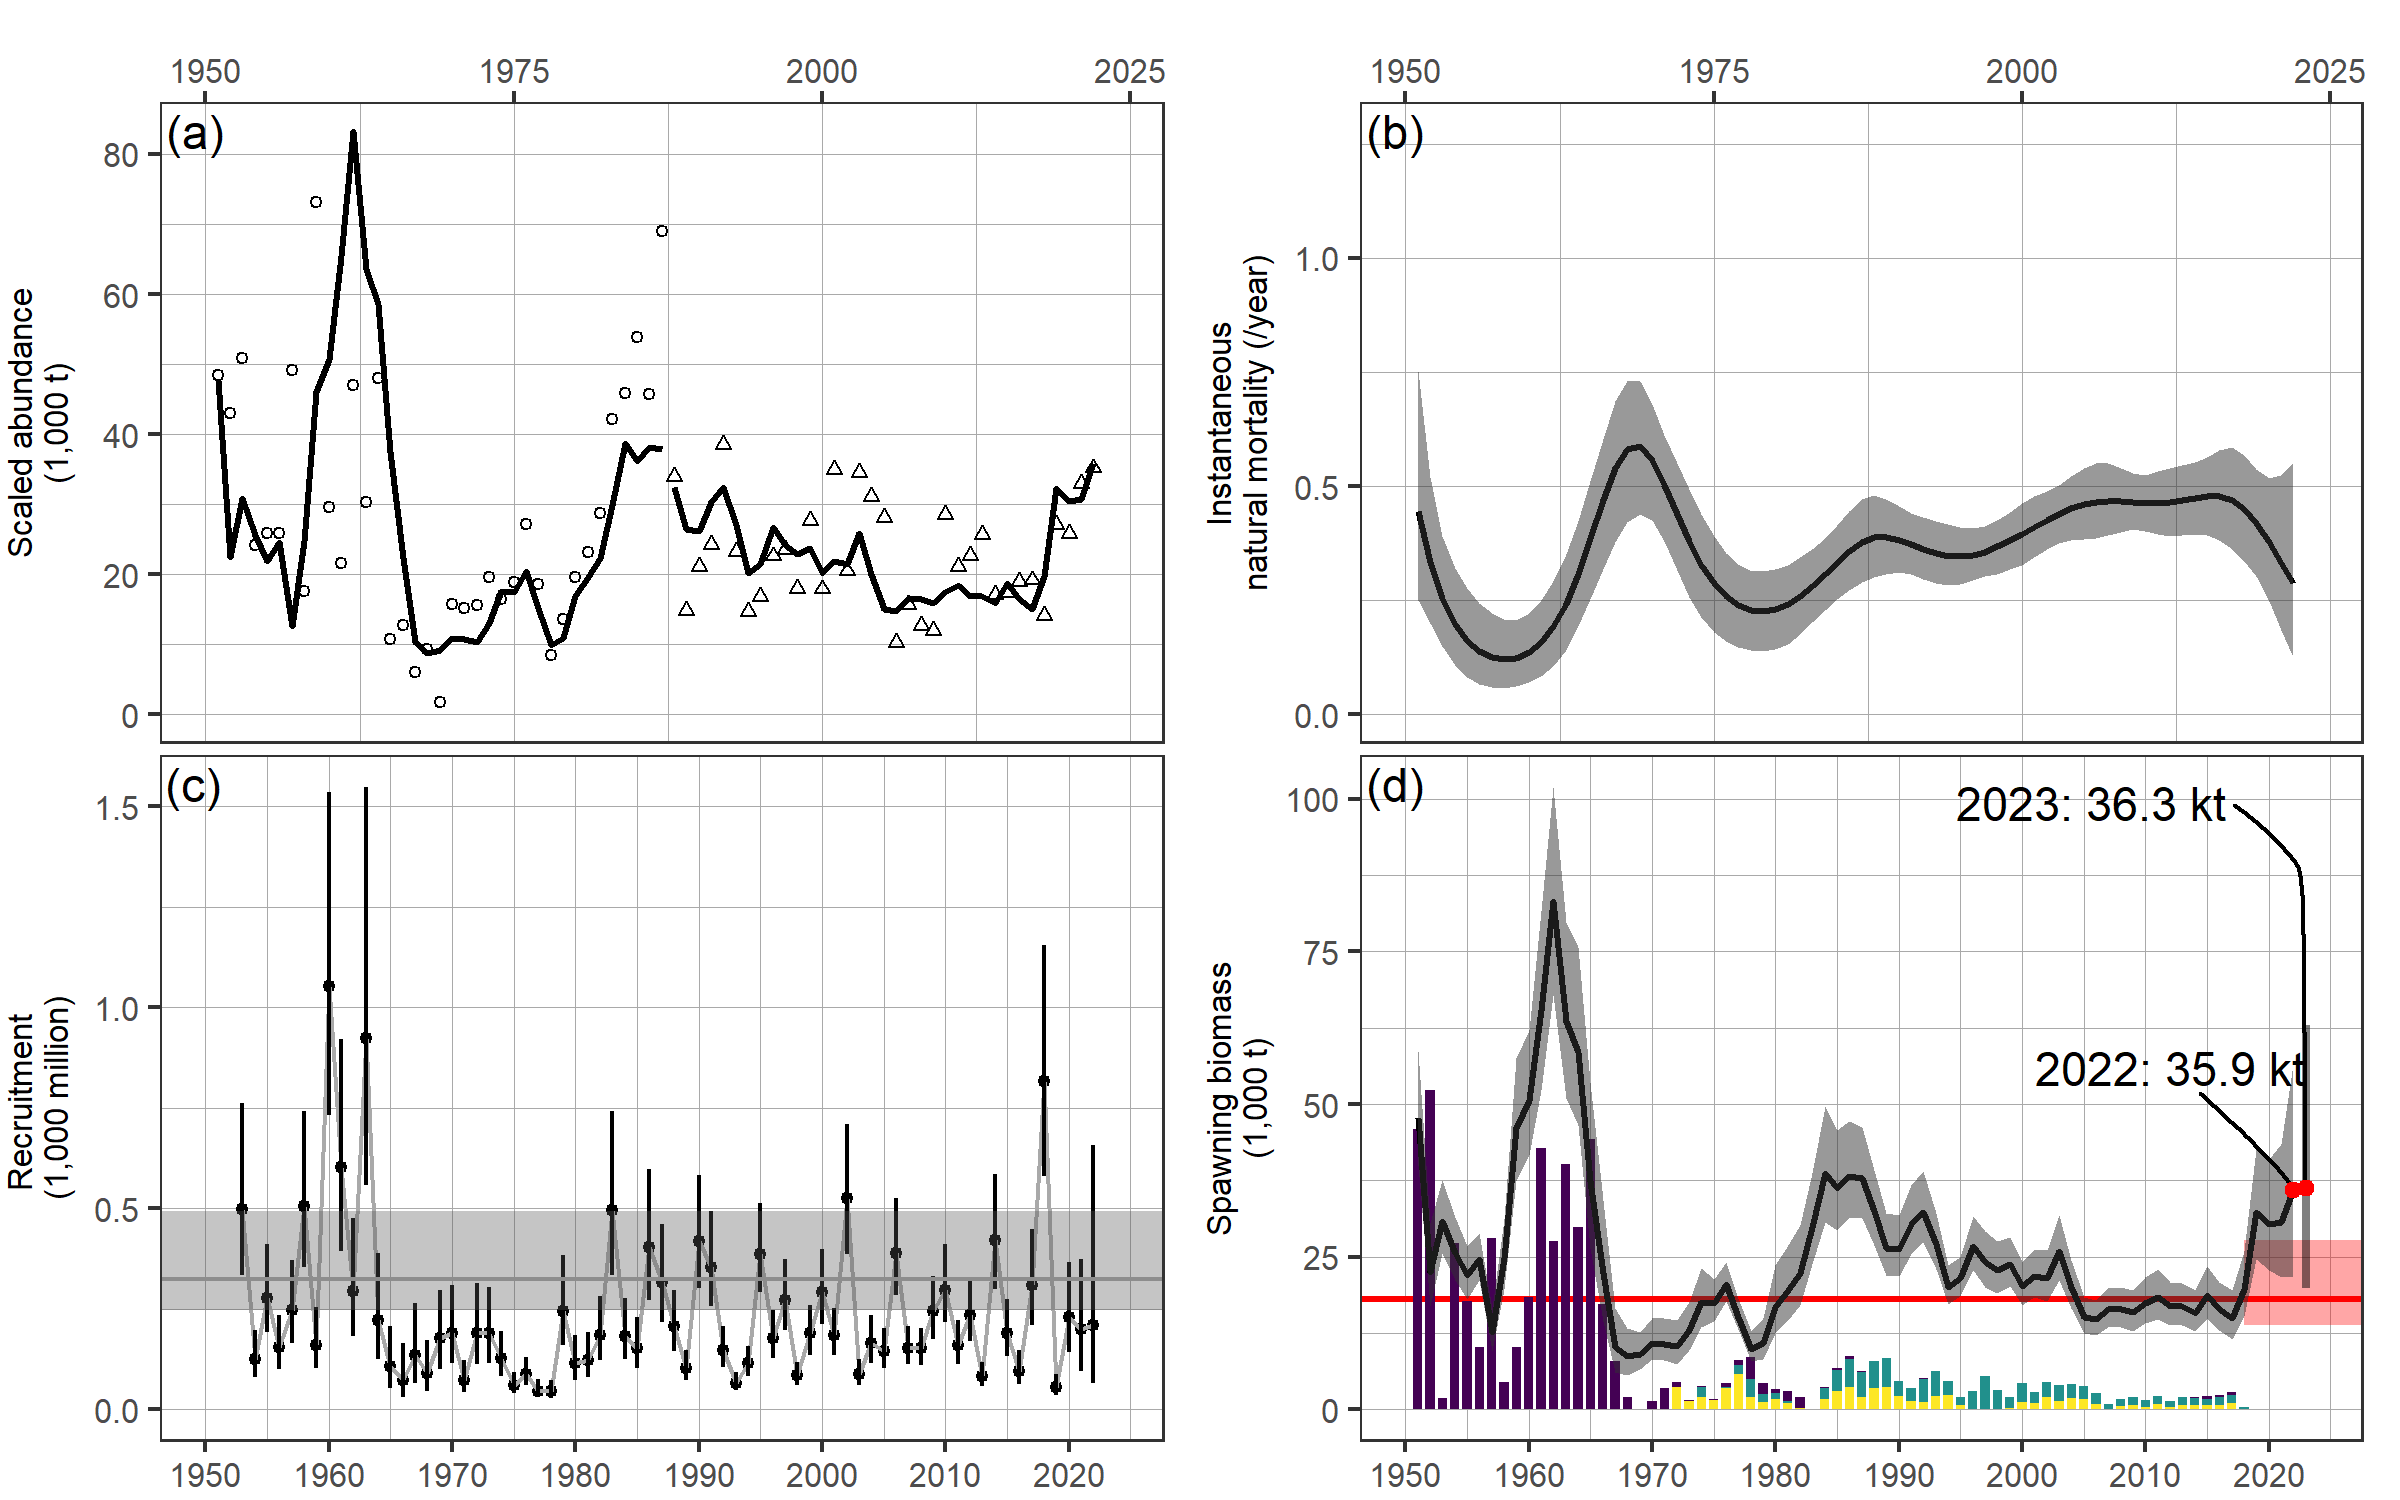 1950 1975 2000 2025
1950 1975 2000 2025
(a)
80
60
40
20
0
Scaled abundance
(1,000 t)
(b)
1.0
0.5
0.0
Instantaneous
natural mortality (/year)
(c)
1.5
1.0
0.5
0.0
Recruitment
(1,000 million)
1950 1960 1970 1980 1990 2000 2010 2020
(d)
2023: 36.3 kt
2022: 35.9 kt
100
75
50
25
0
Spawning biomass
(1,000 t)
1950 1960 1970 1980 1990 2000 2010 2020